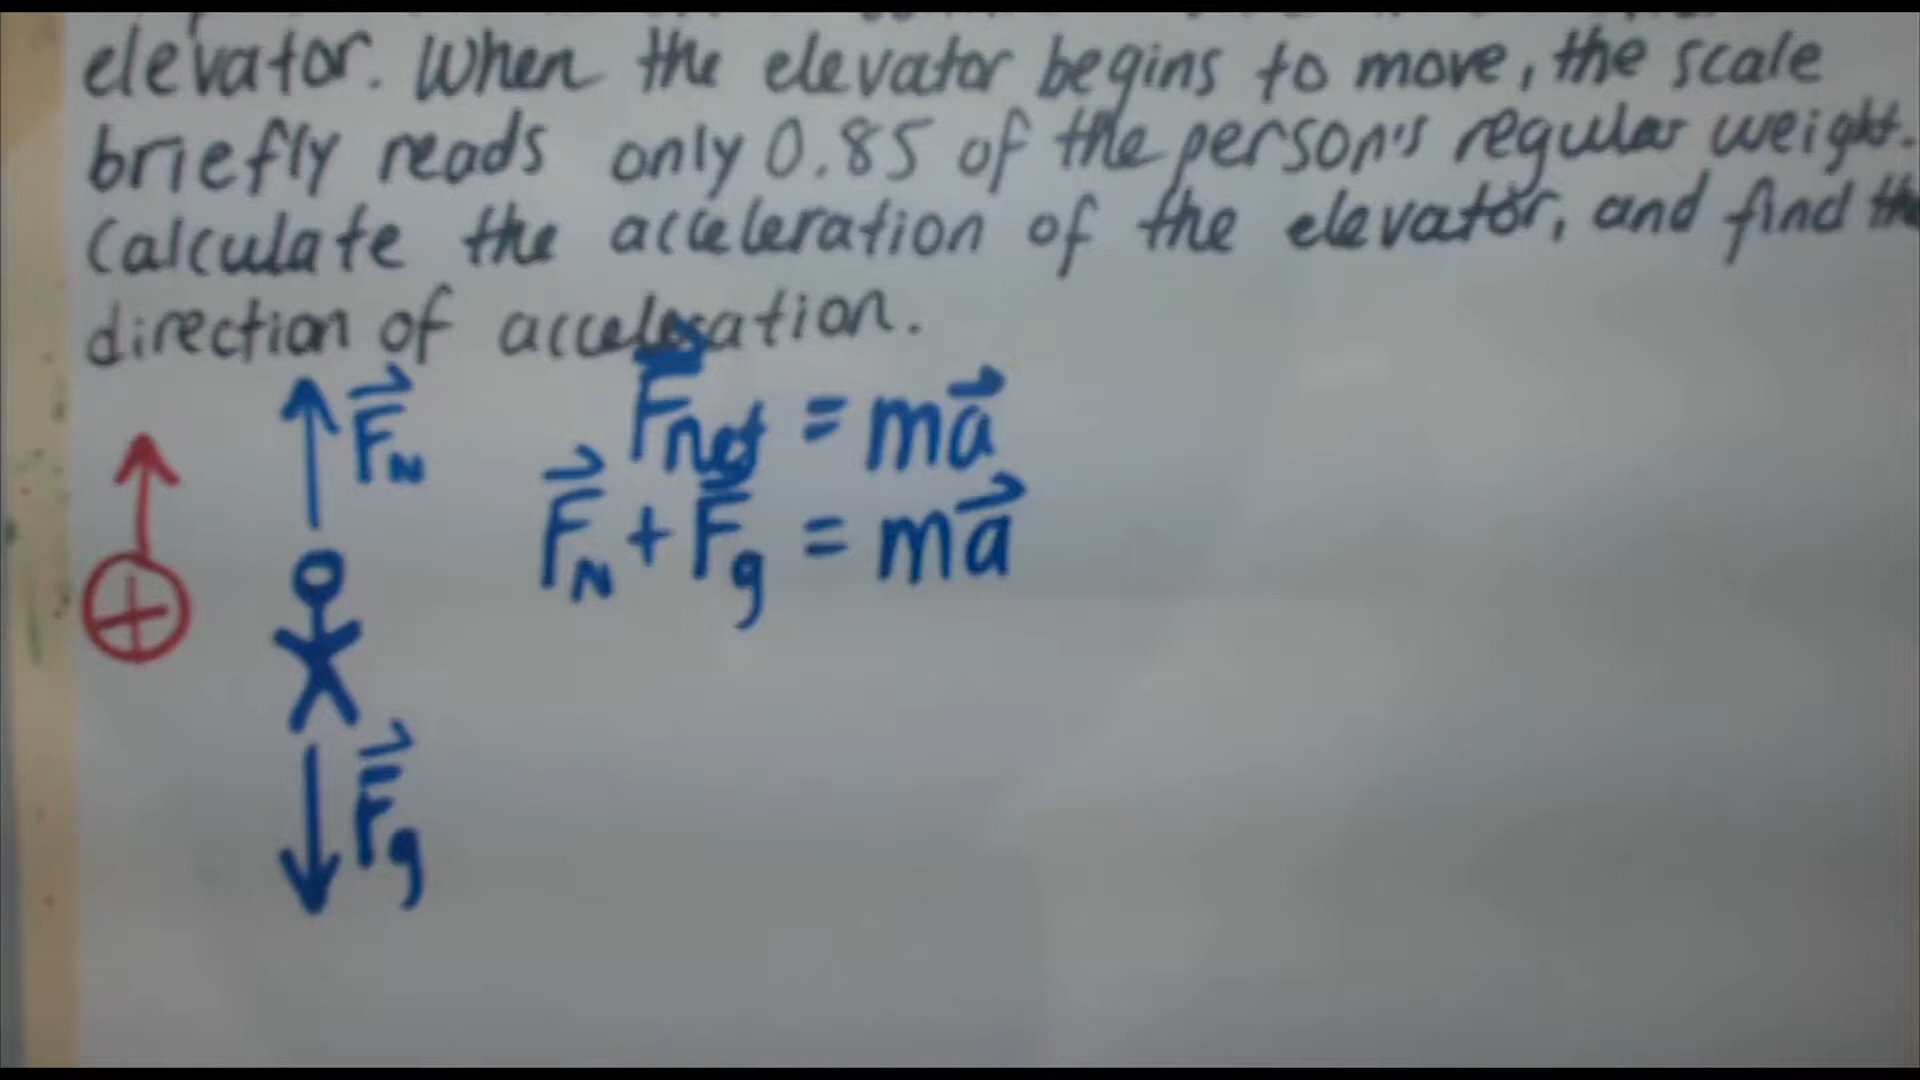 elevator. When the elevator begins to move, the scale
briefly reads only 0.85 of the person's regular weight.
Calculate the acceleration of the elevator, and find the
direction of acceleration.
F⃗N
F⃗net = ma⃗
F⃗N + F⃗g = ma⃗
+
F⃗g